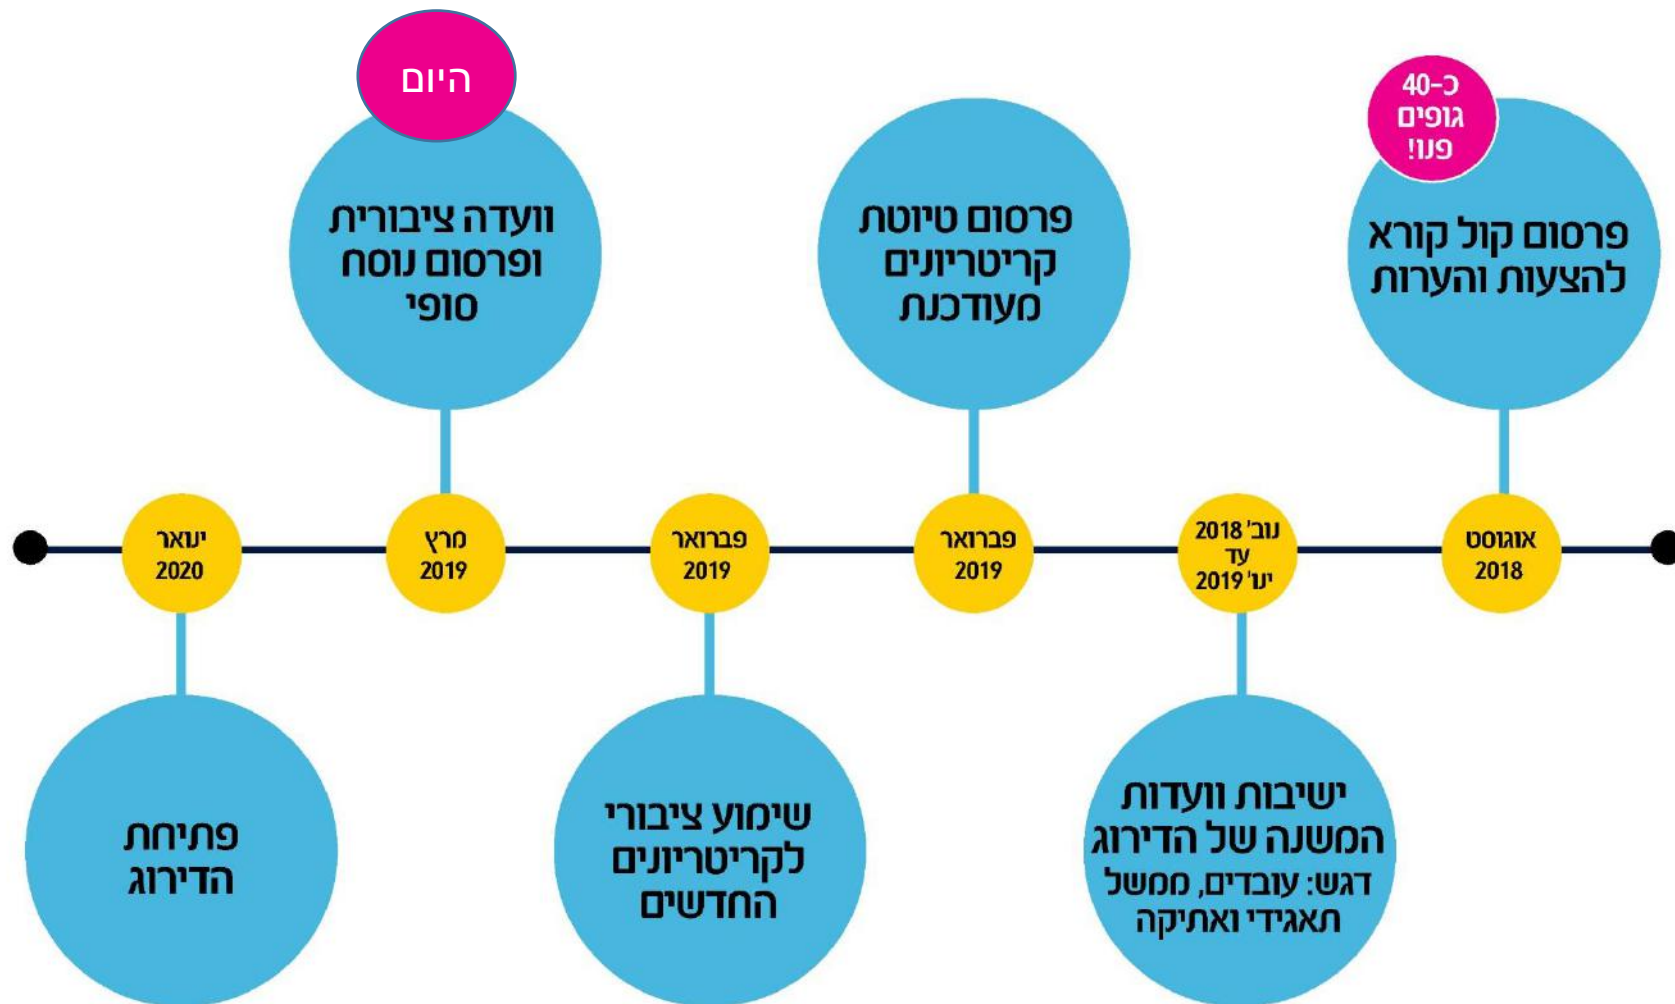 כ-40
גופים
פנו!
פרסום קול קורא
להצעות והערות
אוגוסט
2018
נוב' 2018
עד
ינו' 2019
ישיבות וועדות
המשנה של הדירוג
דגש: עובדים, ממשל
תאגידי ואתיקה
פרסום טיוטת
קריטריונים
מעודכנת
פברואר
2019
פברואר
2019
שימוע ציבורי
לקריטריונים
החדשים
היום
וועדה ציבורית
ופרסום נוסח
סופי
מרץ
2019
ינואר
2020
פתיחת
הדירוג